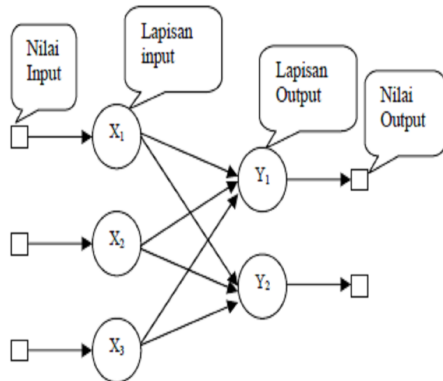 Nilai
Input
Lapisan
input
Lapisan
Output
Nilai
Output
X₁
X₂
X₃
Y₁
Y₂